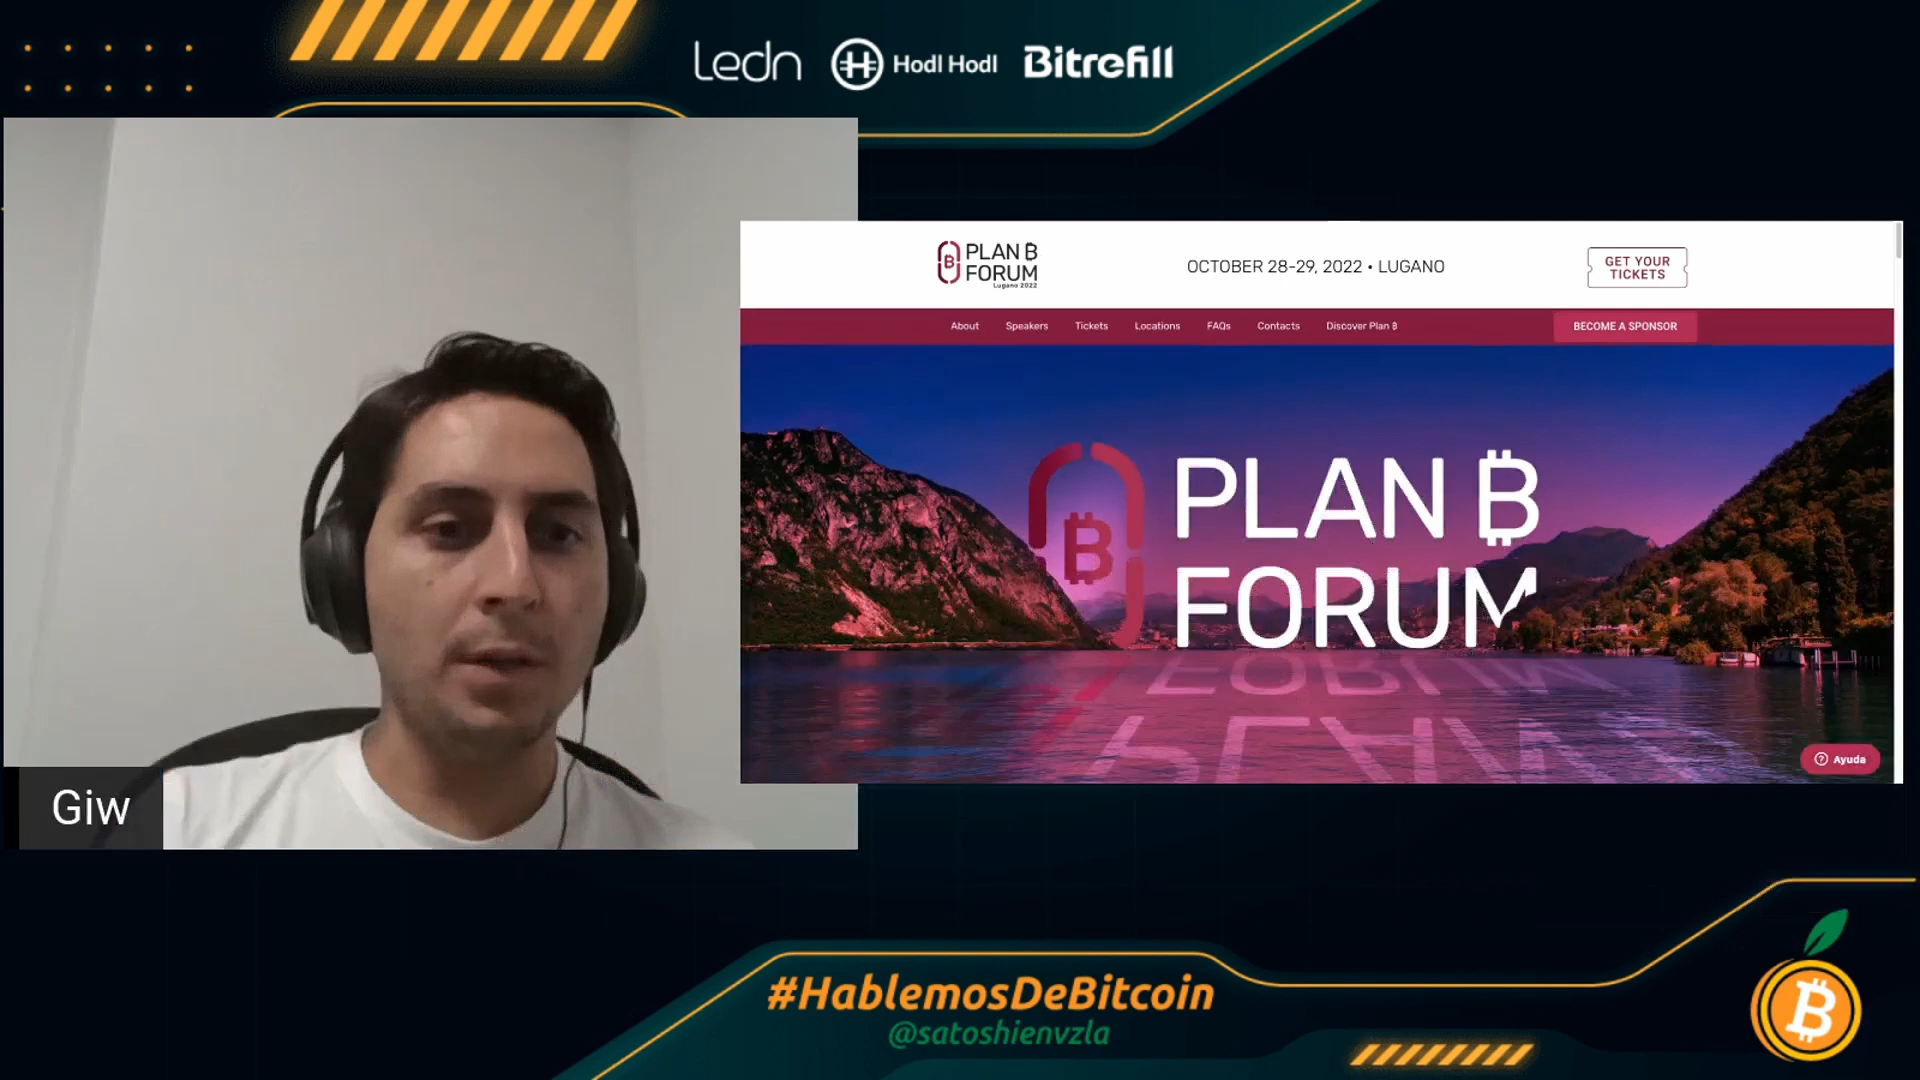 ledn
Hodl Hodl
Bitrefill
PLAN ₿
FORUM
Lugano 2022
OCTOBER 28-29, 2022 • LUGANO
GET YOUR
TICKETS
About
Speakers
Tickets
Locations
FAQs
Contacts
Discover Plan ₿
BECOME A SPONSOR
PLAN ₿
FORUM
Ayuda
Giw
#HablemosDeBitcoin
@satoshienvzla